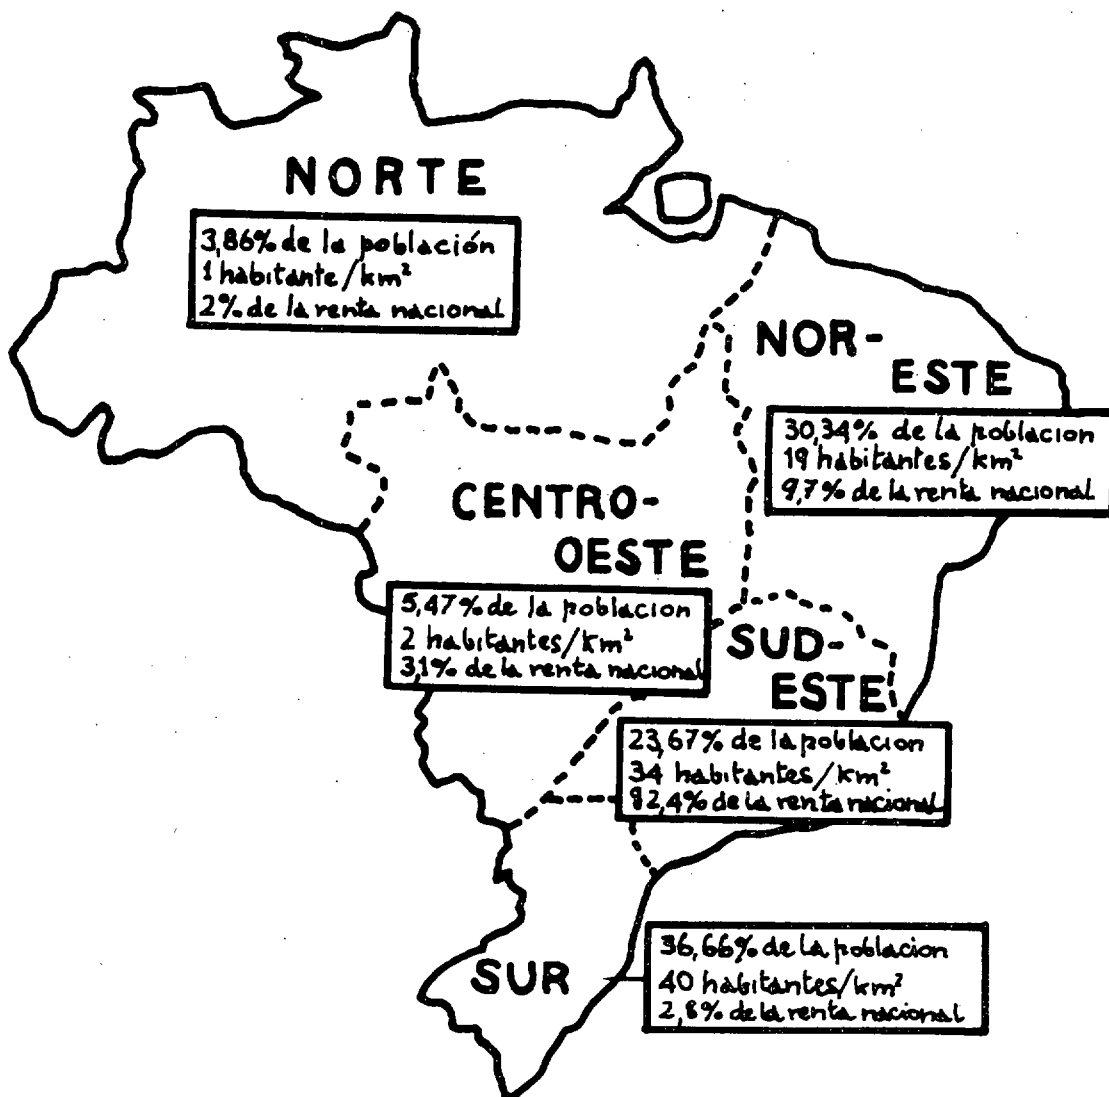 NORTE
3,86% de la población
1 habitante/km²
2% de la renta nacional
NOR-
ESTE
30,34% de la poblacion
19 habitantes/km²
9,7% de la renta nacional
CENTRO-
OESTE
5,47% de la poblacion
2 habitantes/km²
3,1% de la renta nacional
SUD-
ESTE
23,67% de la poblacion
34 habitantes/km²
82,4% de la renta nacional
SUR
36,66% de la poblacion
40 habitantes/km²
2,8% de la renta nacional